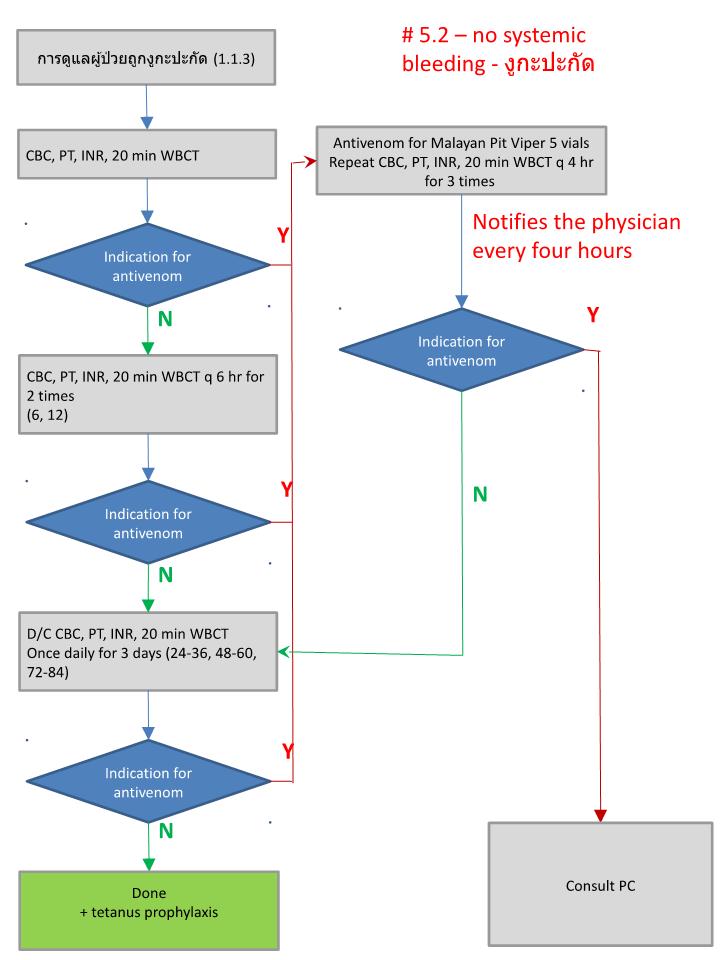 # 5.2 – no systemic
bleeding - งูกะปะกัด
การดูแลผู้ป่วยถูกงูกะปะกัด (1.1.3)
CBC, PT, INR, 20 min WBCT
Indication for
antivenom
Y
N
CBC, PT, INR, 20 min WBCT q 6 hr for
2 times
(6, 12)
Indication for
antivenom
Y
N
D/C CBC, PT, INR, 20 min WBCT
Once daily for 3 days (24-36, 48-60,
72-84)
Indication for
antivenom
Y
N
Done
+ tetanus prophylaxis
Antivenom for Malayan Pit Viper 5 vials
Repeat CBC, PT, INR, 20 min WBCT q 4 hr
for 3 times
Notifies the physician
every four hours
Indication for
antivenom
Y
N
Consult PC